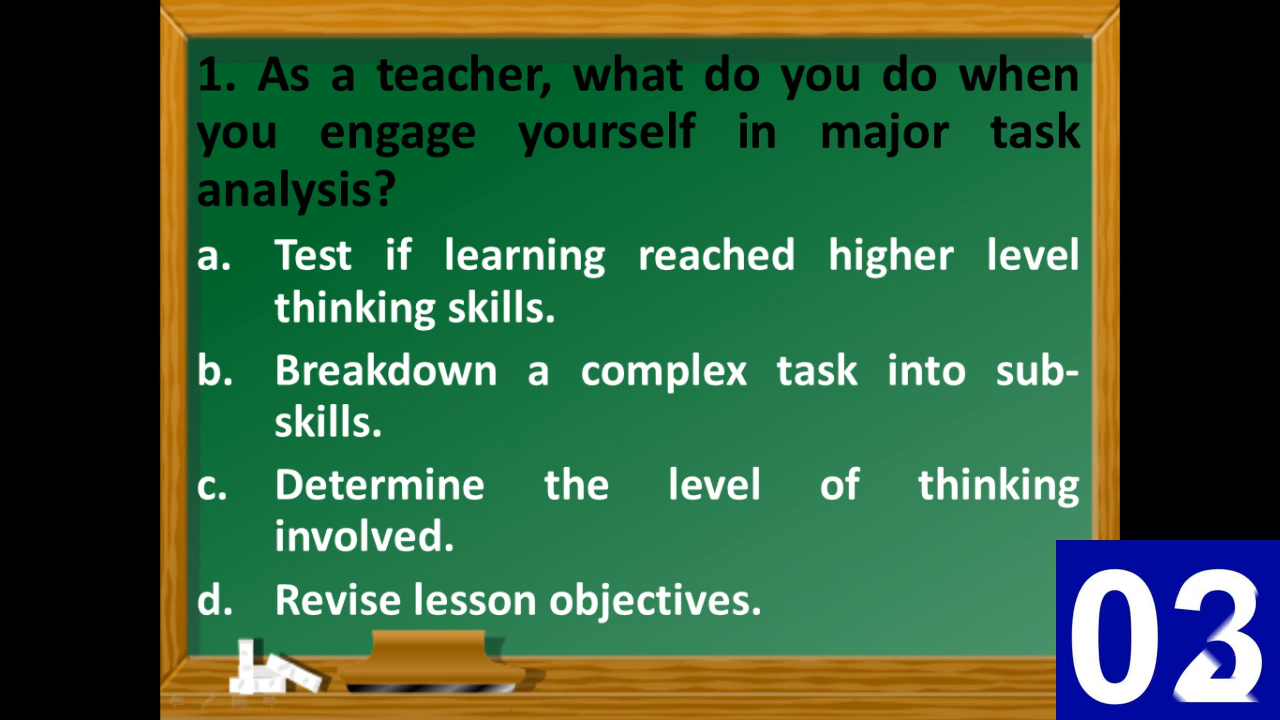 1. As a teacher, what do you do when
you engage yourself in major task
analysis?
a. Test if learning reached higher level
thinking skills.
b. Breakdown a complex task into sub-
skills.
c. Determine the level of thinking
involved.
d. Revise lesson objectives.